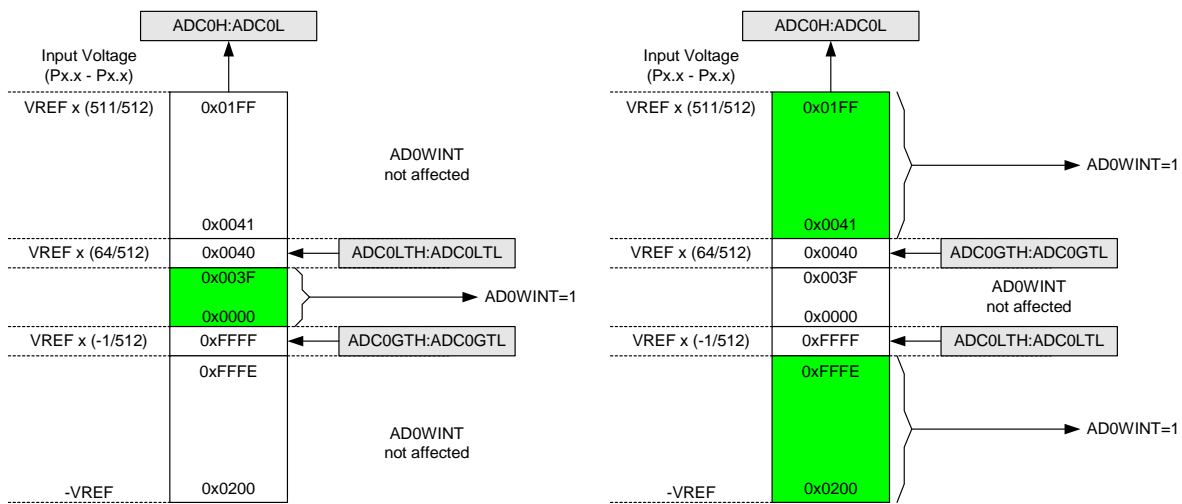 ADC0H:ADC0L
Input Voltage
(Px.x - Px.x)
VREF x (511/512)
0x01FF
AD0WINT
not affected
0x0041
VREF x (64/512)
0x0040
ADC0LTH:ADC0LTL
0x003F
AD0WINT=1
0x0000
VREF x (-1/512)
0xFFFF
ADC0GTH:ADC0GTL
0xFFFE
AD0WINT
not affected
-VREF
0x0200
ADC0H:ADC0L
Input Voltage
(Px.x - Px.x)
VREF x (511/512)
0x01FF
AD0WINT=1
0x0041
VREF x (64/512)
0x0040
ADC0GTH:ADC0GTL
0x003F
AD0WINT
not affected
0x0000
VREF x (-1/512)
0xFFFF
ADC0LTH:ADC0LTL
0xFFFE
AD0WINT=1
-VREF
0x0200